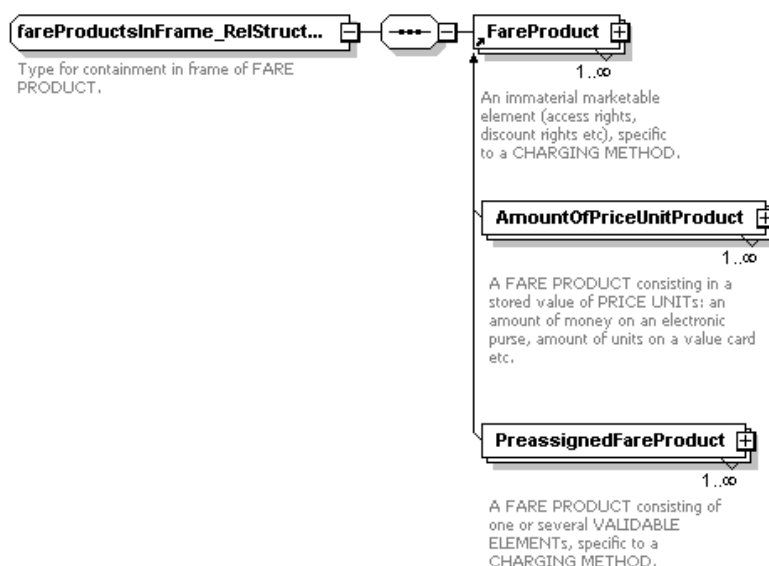 fareProductsInFrame_RelStruct...
Type for containment in frame of FARE
PRODUCT.
FareProduct
1..∞
An immaterial marketable
element (access rights,
discount rights etc), specific
to a CHARGING METHOD.
AmountOfPriceUnitProduct
1..∞
A FARE PRODUCT consisting in a
stored value of PRICE UNITs: an
amount of money on an electronic
purse, amount of units on a value card
etc.
PreassignedFareProduct
1..∞
A FARE PRODUCT consisting of
one or several VALIDABLE
ELEMENTs, specific to a
CHARGING METHOD.